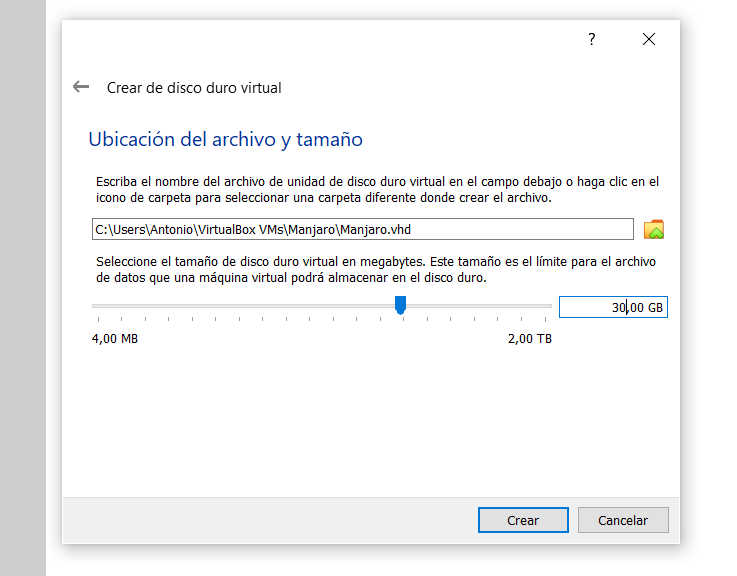 ?
Crear de disco duro virtual
Ubicación del archivo y tamaño
Escriba el nombre del archivo de unidad de disco duro virtual en el campo debajo o haga clic en el
icono de carpeta para seleccionar una carpeta diferente donde crear el archivo.
C:\Users\Antonio\VirtualBox VMs\Manjaro\Manjaro.vhd
Seleccione el tamaño de disco duro virtual en megabytes. Este tamaño es el límite para el archivo
de datos que una máquina virtual podrá almacenar en el disco duro.
30,00 GB
4,00 MB 2,00 TB
Crear Cancelar